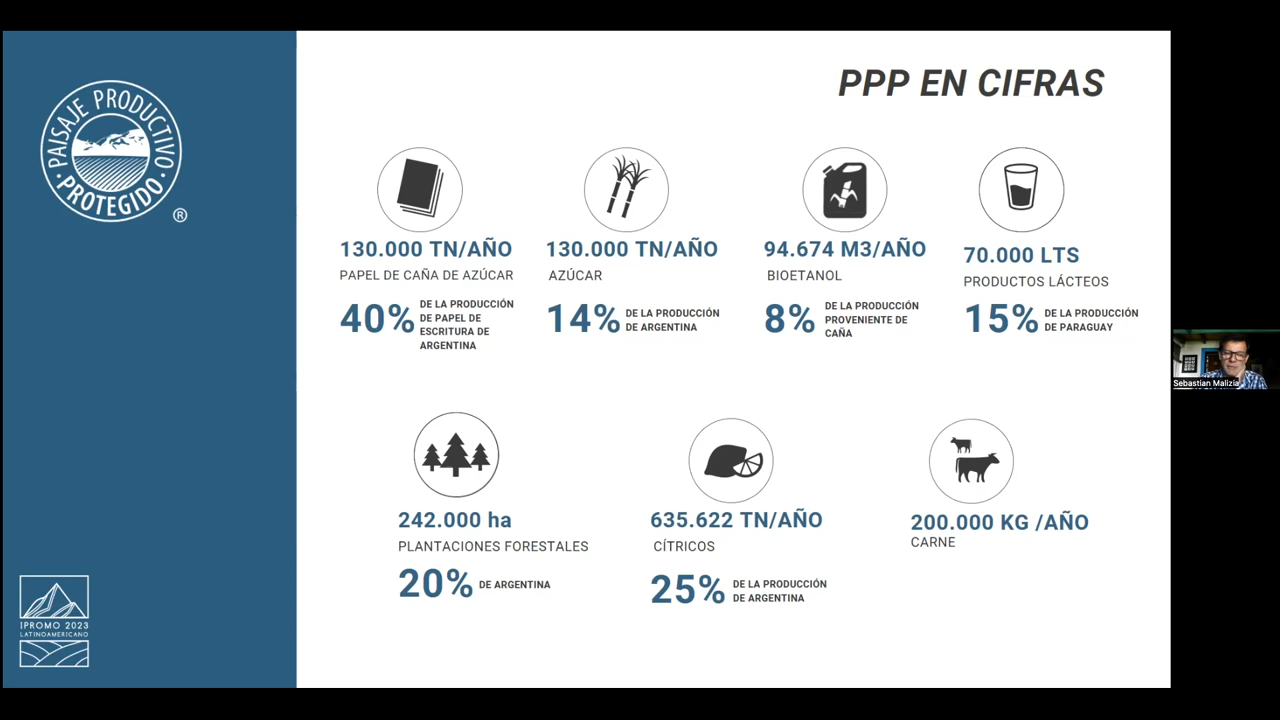 PAISAJE PRODUCTIVO
· PROTEGIDO ·
®
PPP EN CIFRAS
130.000 TN/AÑO
PAPEL DE CAÑA DE AZÚCAR
40%
DE LA PRODUCCIÓN
DE PAPEL DE
ESCRITURA DE
ARGENTINA
130.000 TN/AÑO
AZÚCAR
14%
DE LA PRODUCCIÓN
DE ARGENTINA
94.674 M3/AÑO
BIOETANOL
8%
DE LA PRODUCCIÓN
PROVENIENTE DE
CAÑA
70.000 LTS
PRODUCTOS LÁCTEOS
15%
DE LA PRODUCCIÓN
DE PARAGUAY
Sebastian Malizia
242.000 ha
PLANTACIONES FORESTALES
20%
DE ARGENTINA
635.622 TN/AÑO
CÍTRICOS
25%
DE LA PRODUCCIÓN
DE ARGENTINA
200.000 KG /AÑO
CARNE
IPROMO 2023
LATINOAMERICANO